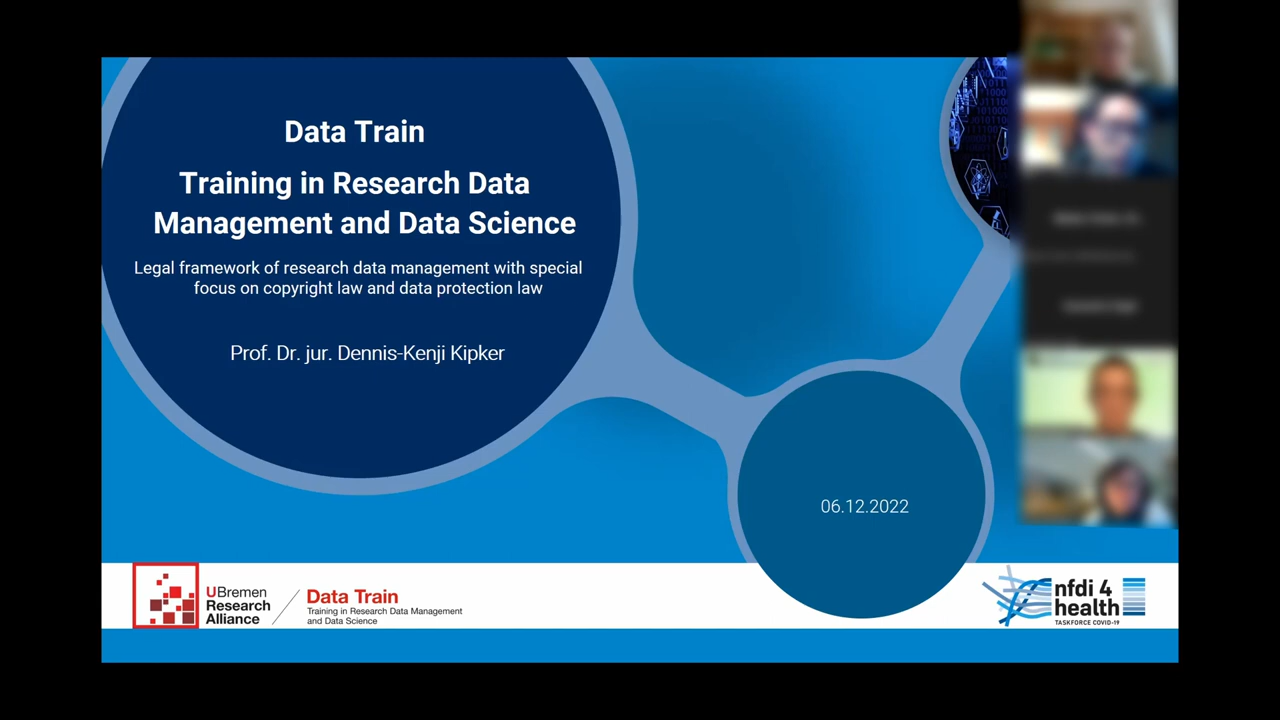 Data Train
Training in Research Data
Management and Data Science
Legal framework of research data management with special
focus on copyright law and data protection law
Prof. Dr. jur. Dennis-Kenji Kipker
06.12.2022
UBremen
Research
Alliance
Data Train
Training in Research Data Management
and Data Science
nfdi 4
health
TASKFORCE COVID-19